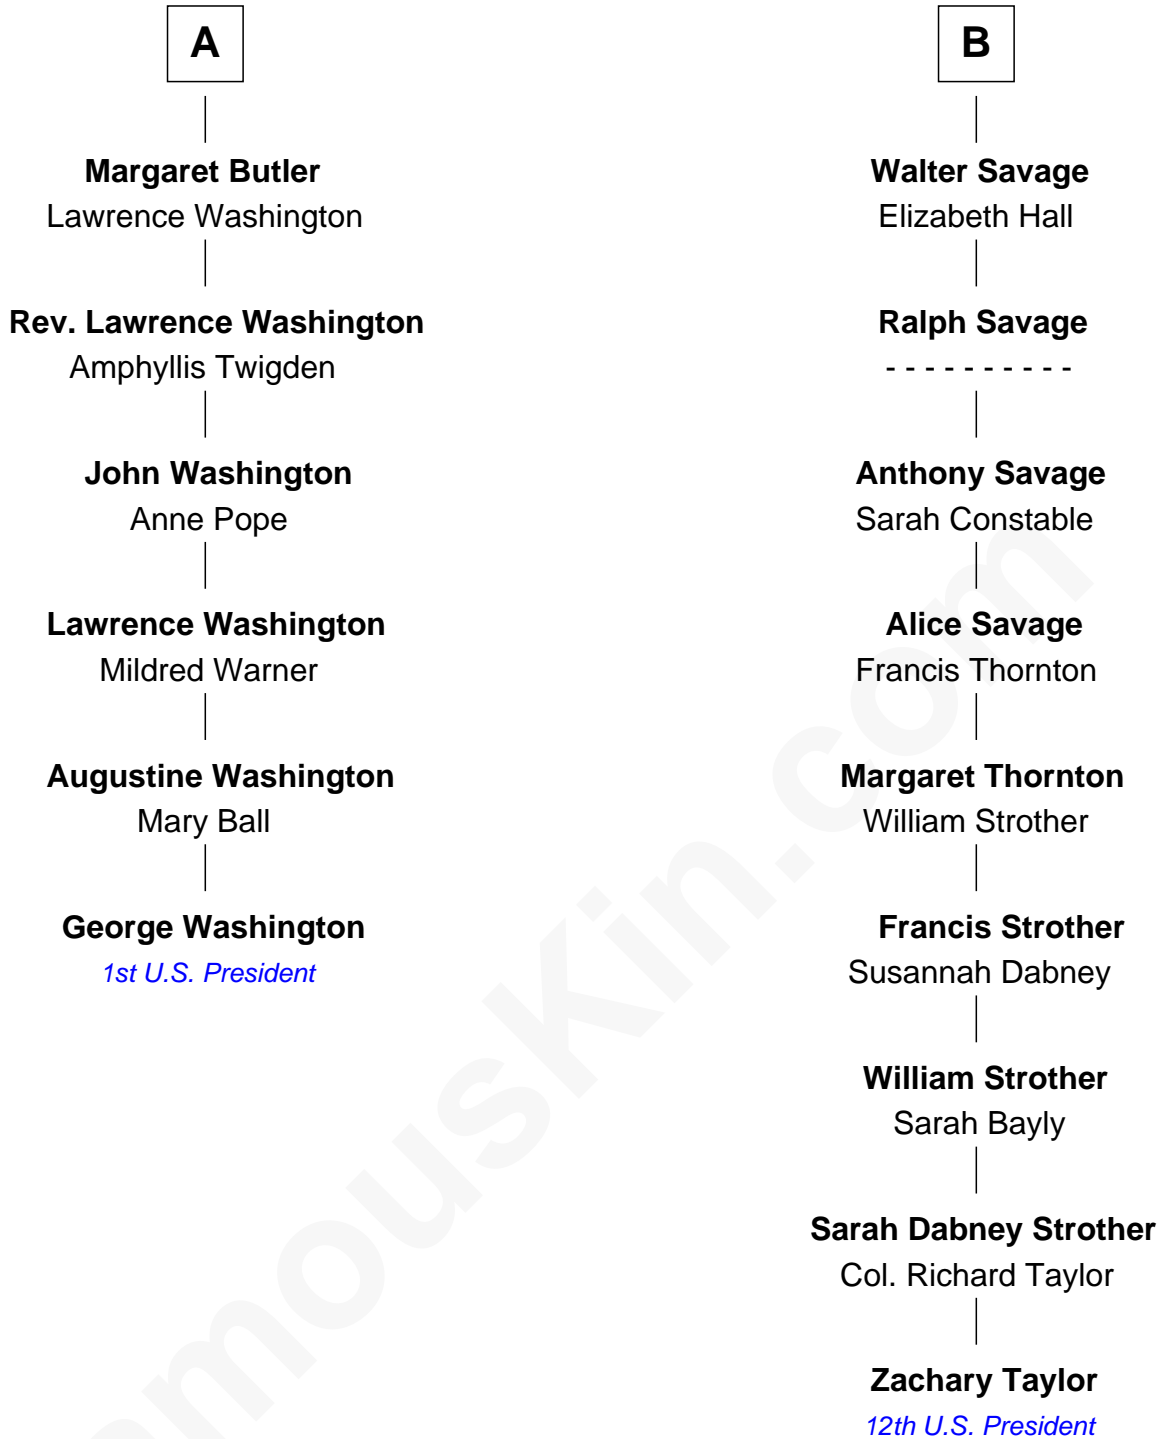 A
Margaret Butler
Lawrence Washington
Rev. Lawrence Washington
Amphyllis Twigden
John Washington
Anne Pope
Lawrence Washington
Mildred Warner
Augustine Washington
Mary Ball
George Washington
1st U.S. President
B
Walter Savage
Elizabeth Hall
Ralph Savage
- - - - - - - - - -
Anthony Savage
Sarah Constable
Alice Savage
Francis Thornton
Margaret Thornton
William Strother
Francis Strother
Susannah Dabney
William Strother
Sarah Bayly
Sarah Dabney Strother
Col. Richard Taylor
Zachary Taylor
12th U.S. President
amouskin.com